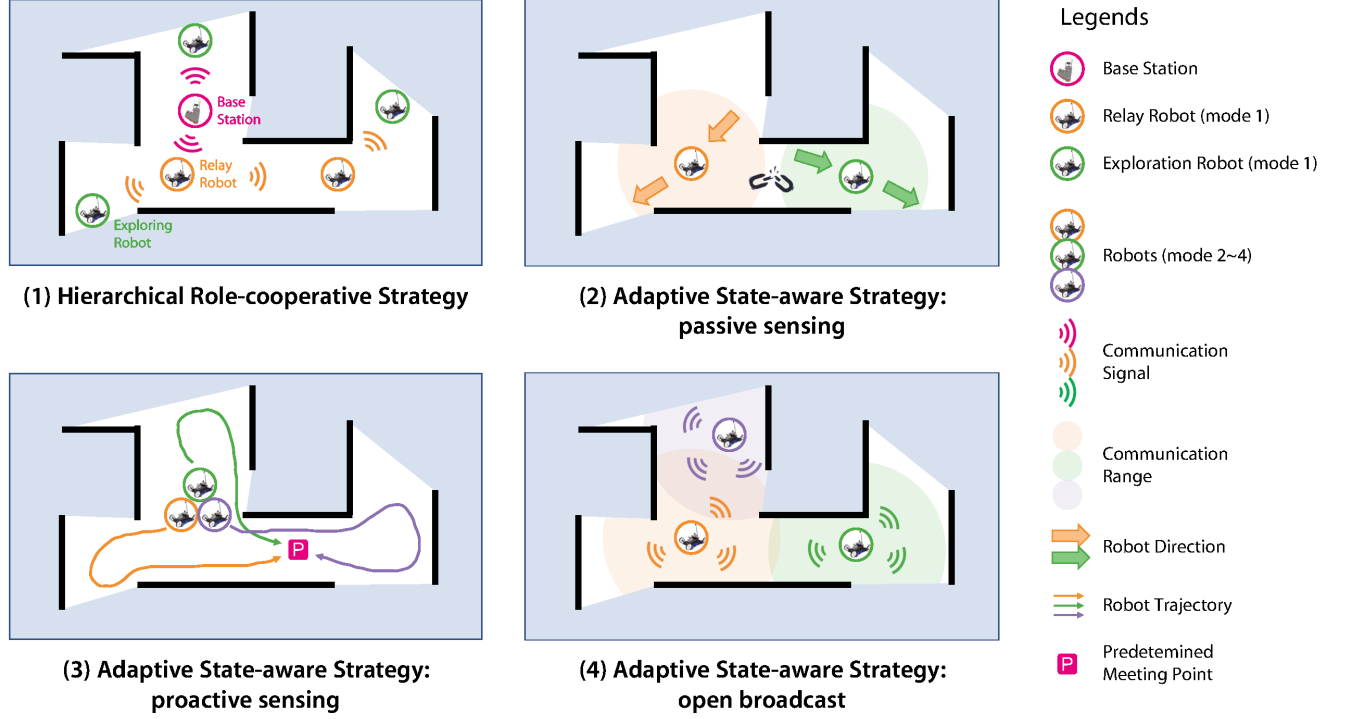 Base
Station
Relay
Robot
Exploring
Robot
(1) Hierarchical Role-cooperative Strategy
(2) Adaptive State-aware Strategy:
passive sensing
P
(3) Adaptive State-aware Strategy:
proactive sensing
(4) Adaptive State-aware Strategy:
open broadcast
Legends
Base Station
Relay Robot (mode 1)
Exploration Robot (mode 1)
Robots (mode 2~4)
Communication
Signal
Communication
Range
Robot Direction
Robot Trajectory
P
Predetemined
Meeting Point